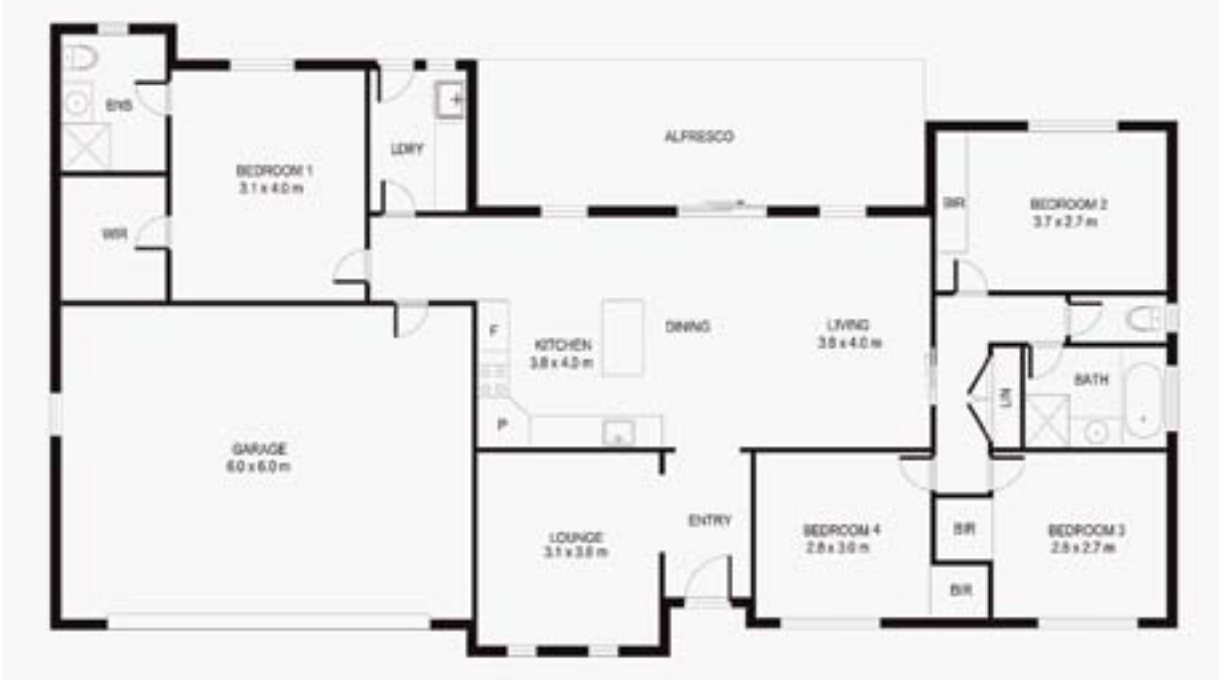 ENS
BEDROOM 1
3.1 x 4.0 m
LDRY
ALFRESCO
WIR
BIR
BEDROOM 2
3.7 x 2.7 m
F
KITCHEN
3.8 x 4.0 m
DINING
LIVING
3.8 x 4.0 m
P
LIN
BATH
GARAGE
6.0 x 6.0 m
LOUNGE
3.1 x 3.6 m
ENTRY
BEDROOM 4
2.8 x 3.0 m
BIR
BIR
BEDROOM 3
2.8 x 2.7 m